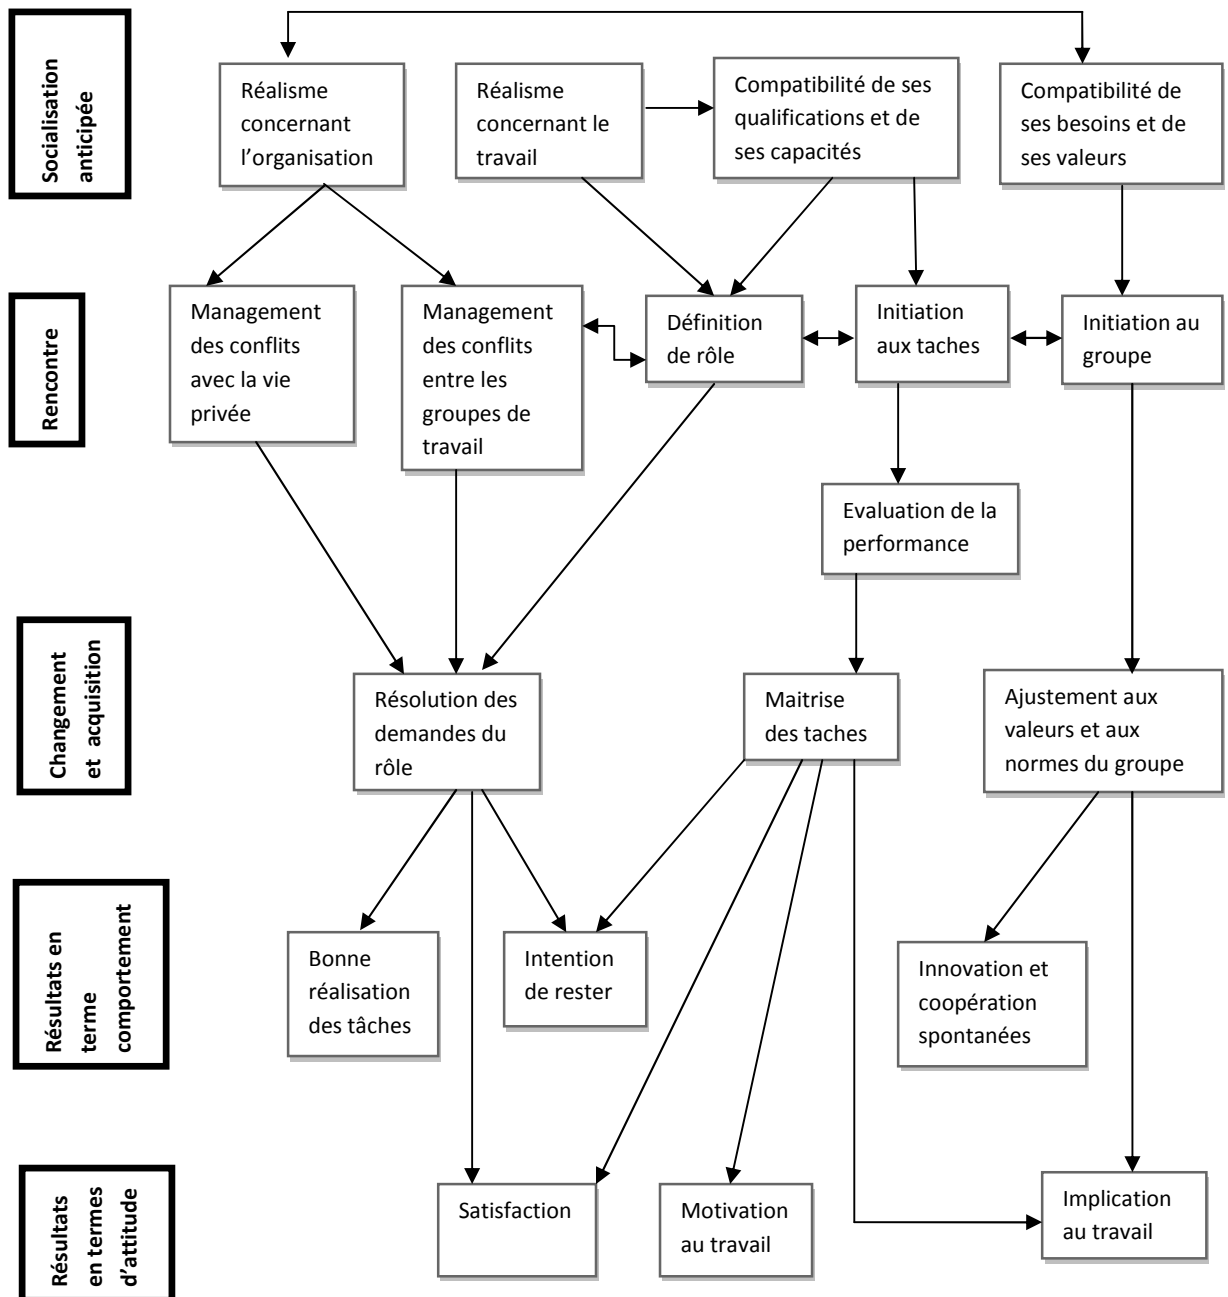 Socialisation
anticipée
Réalisme
concernant
l'organisation
Réalisme
concernant le
travail
Compatibilité de ses
qualifications et de
ses capacités
Compatibilité de
ses besoins et de
ses valeurs
Rencontre
Management
des conflits
avec la vie
privée
Management
des conflits
entre les
groupes de
travail
Définition
de rôle
Initiation
aux taches
Initiation au
groupe
Evaluation de la
performance
Changement
et acquisition
Résolution des
demandes du
rôle
Maitrise
des taches
Ajustement aux
valeurs et aux
normes du groupe
Résultats en
terme
comportement
Bonne
réalisation
des tâches
Intention
de rester
Innovation et
coopération
spontanées
Résultats
en termes
d'attitude
Satisfaction
Motivation
au travail
Implication
au travail